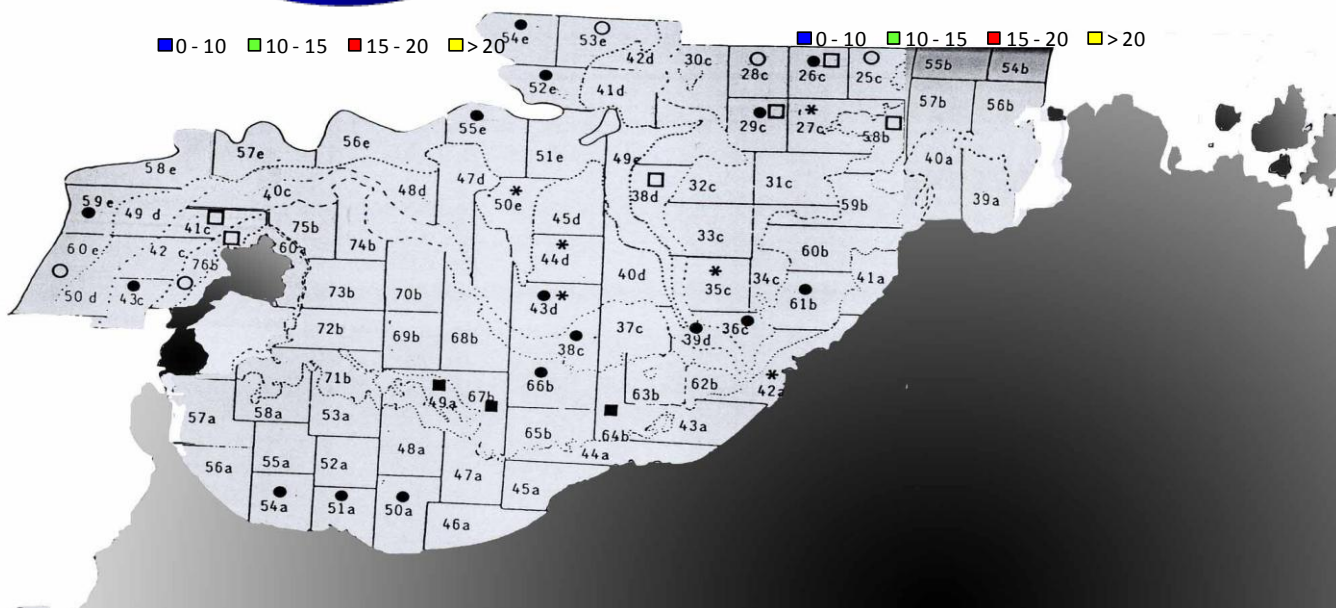 0 - 10 10 - 15 15 - 20 > 20
0 - 10 10 - 15 15 - 20 > 20
54e 53e 42d 30c 28c 26c 25c 55b 54b
52e 41d 29c 27c 58b 57b 56b
55e 56e 57e 58e 51e 49e 40a 39a
59e 49 d 41c 40c 75b 74b 48d 47d 50e 45d 38d 32c 31c 59b
60 e 42 c 76b 60a 44d 40d 33c 60b
50 d 43c 73b 70b 43d 35c 34c 61b 41a
72b 69b 68b 38c 37c 39d 36c
71b 49a 67b 66b 63b 62b 42a
57a 58a 53a 65b 64b 43a
56a 55a 52a 48a 47a 45a 44a
54a 51a 50a 46a